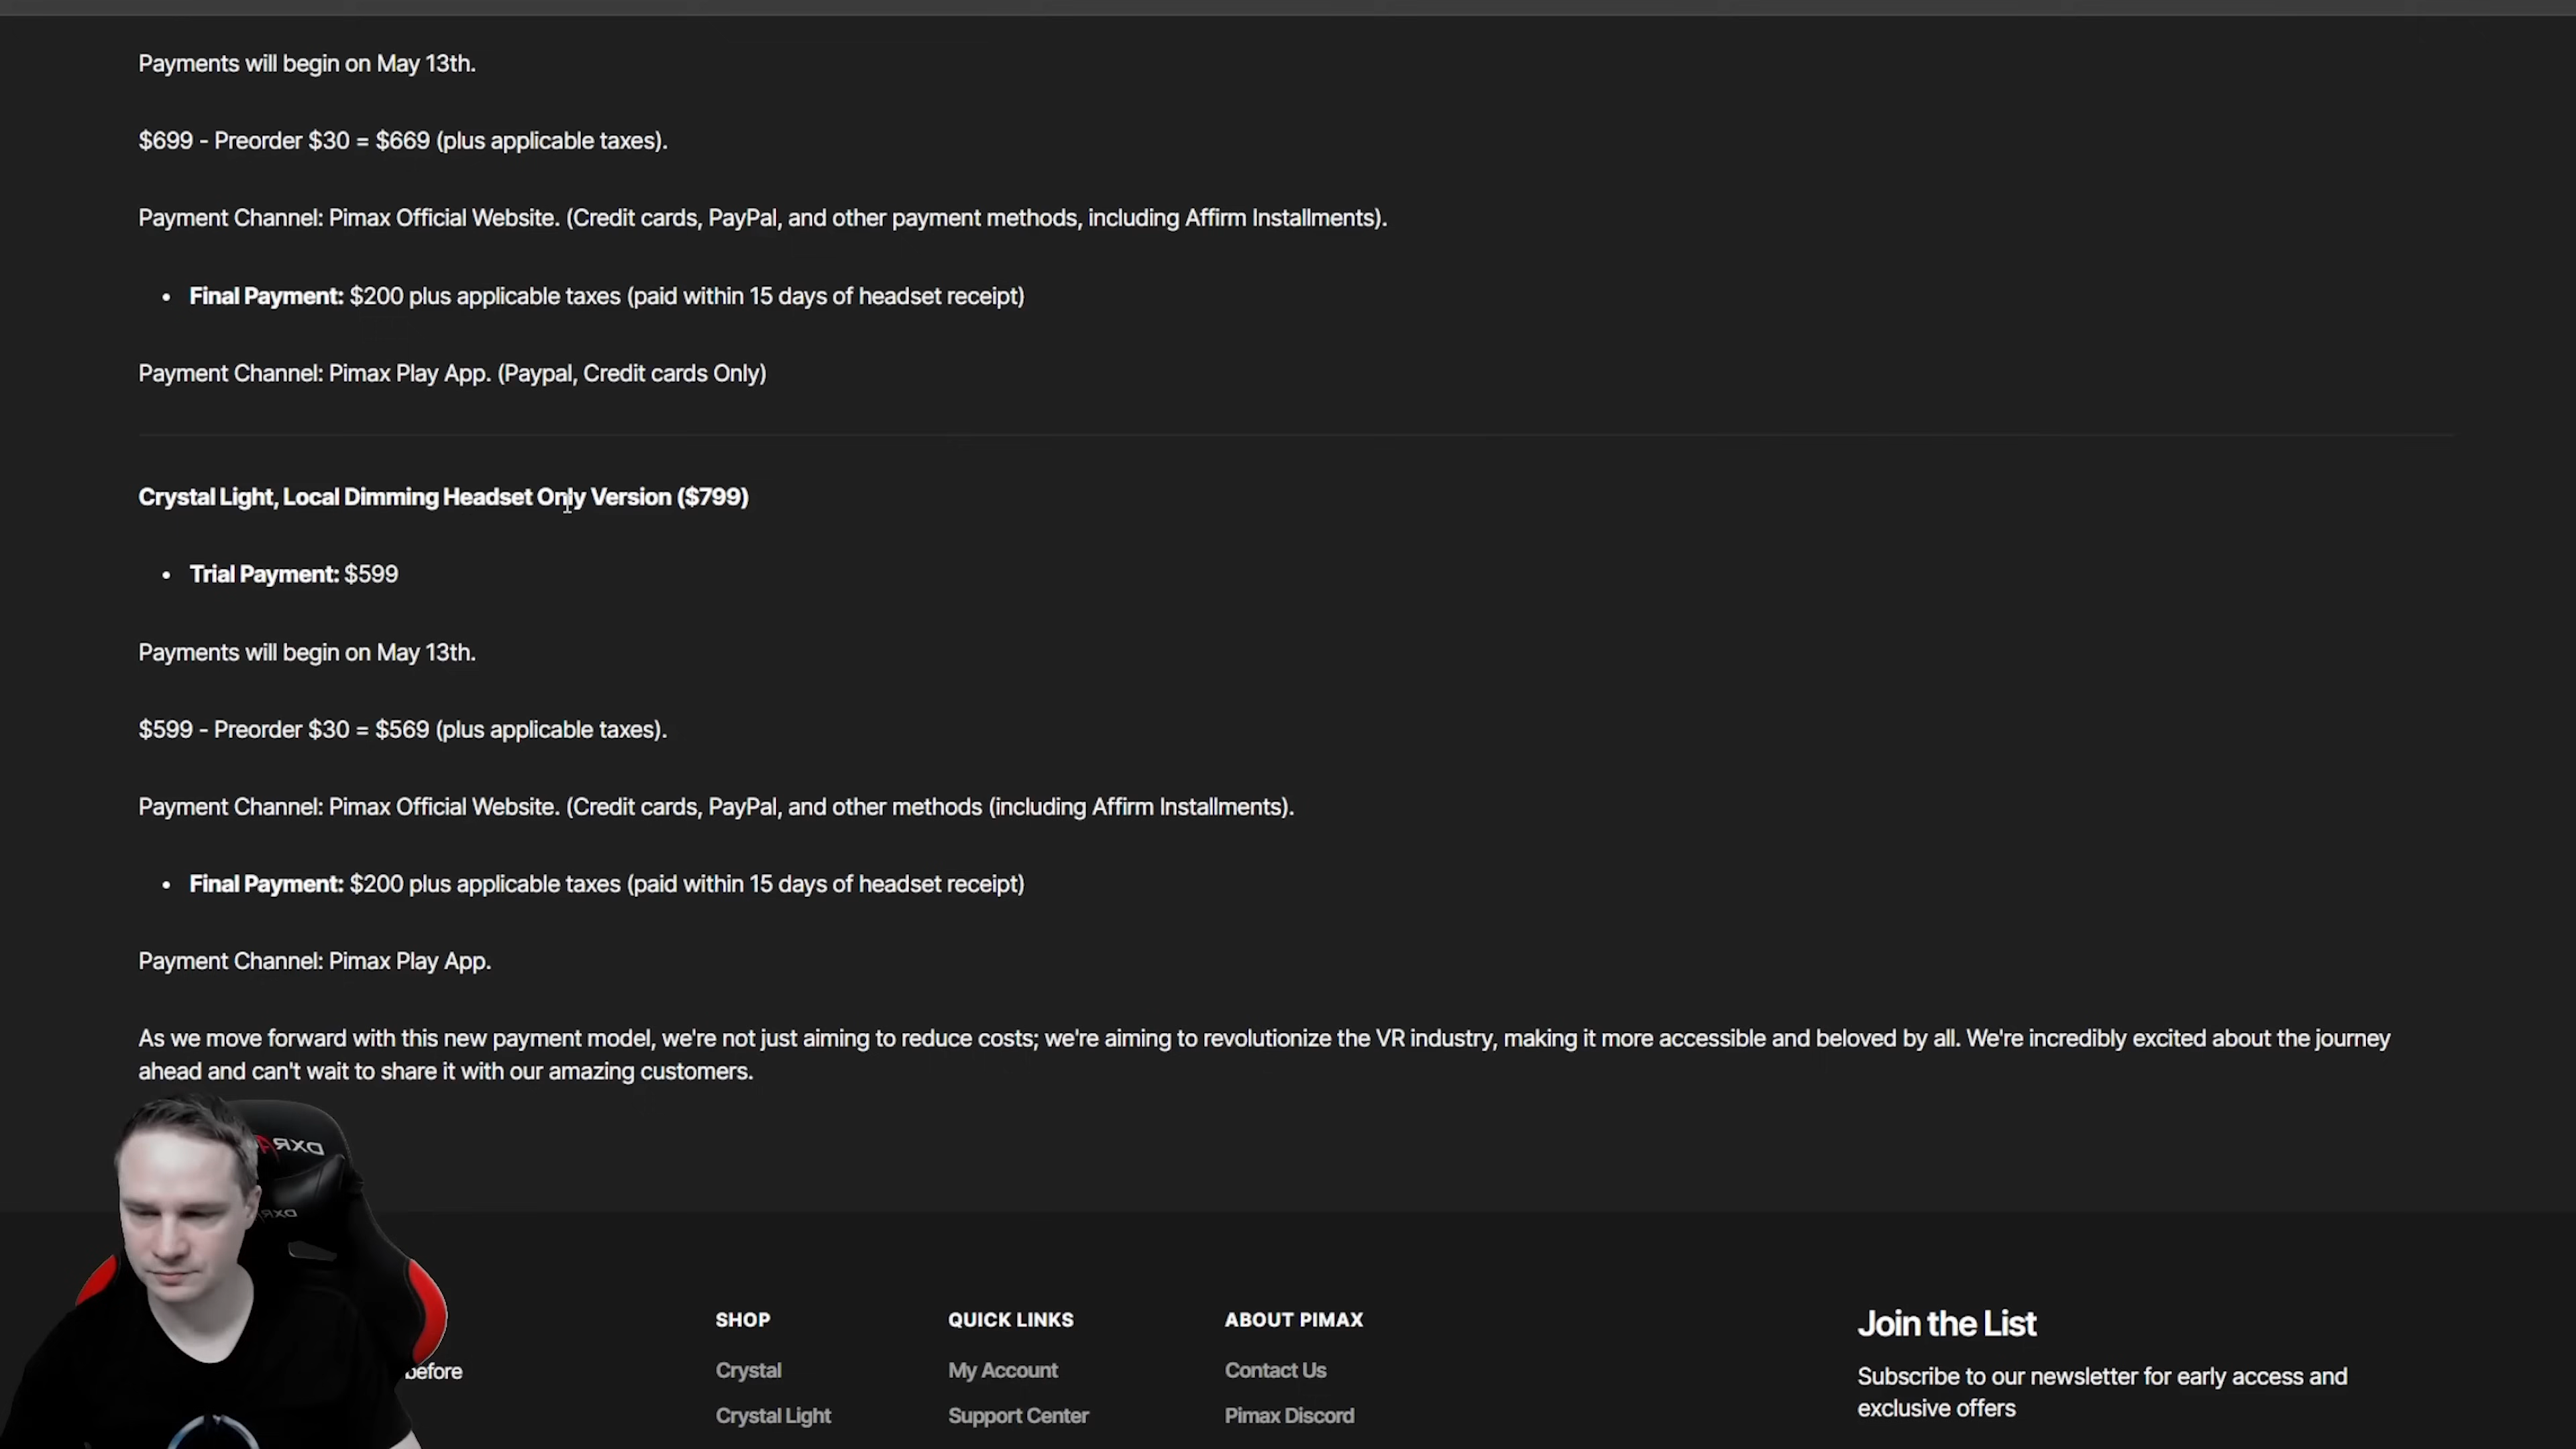 Payments will begin on May 13th.
$699 - Preorder $30 = $669 (plus applicable taxes).
Payment Channel: Pimax Official Website. (Credit cards, PayPal, and other payment methods, including Affirm Installments).
• Final Payment: $200 plus applicable taxes (paid within 15 days of headset receipt)
Payment Channel: Pimax Play App. (Paypal, Credit cards Only)
Crystal Light, Local Dimming Headset Only Version ($799)
• Trial Payment: $599
Payments will begin on May 13th.
$599 - Preorder $30 = $569 (plus applicable taxes).
Payment Channel: Pimax Official Website. (Credit cards, PayPal, and other methods (including Affirm Installments).
• Final Payment: $200 plus applicable taxes (paid within 15 days of headset receipt)
Payment Channel: Pimax Play App.
As we move forward with this new payment model, we're not just aiming to reduce costs; we're aiming to revolutionize the VR industry, making it more accessible and beloved by all. We're incredibly excited about the journey
ahead and can't wait to share it with our amazing customers.
DXR
DXR
before
SHOP
Crystal
Crystal Light
QUICK LINKS
My Account
Support Center
ABOUT PIMAX
Contact Us
Pimax Discord
Join the List
Subscribe to our newsletter for early access and
exclusive offers